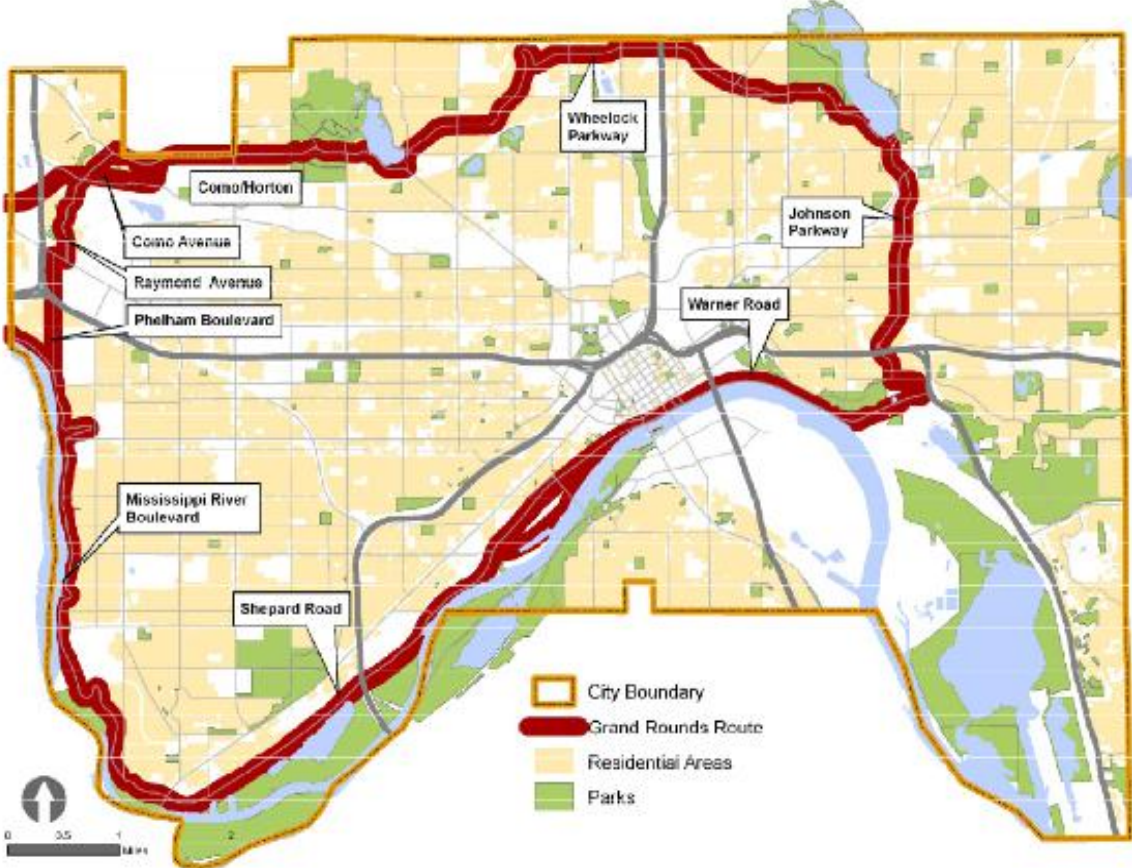 Wheelock
Parkway
Como/Horton
Johnson
Parkway
Como Avenue
Raymond Avenue
Warner Road
Phelham Boulevard
Mississippi River
Boulevard
Shepard Road
City Boundary
Grand Rounds Route
Residential Areas
Parks
0 0.5 1 2
Miles